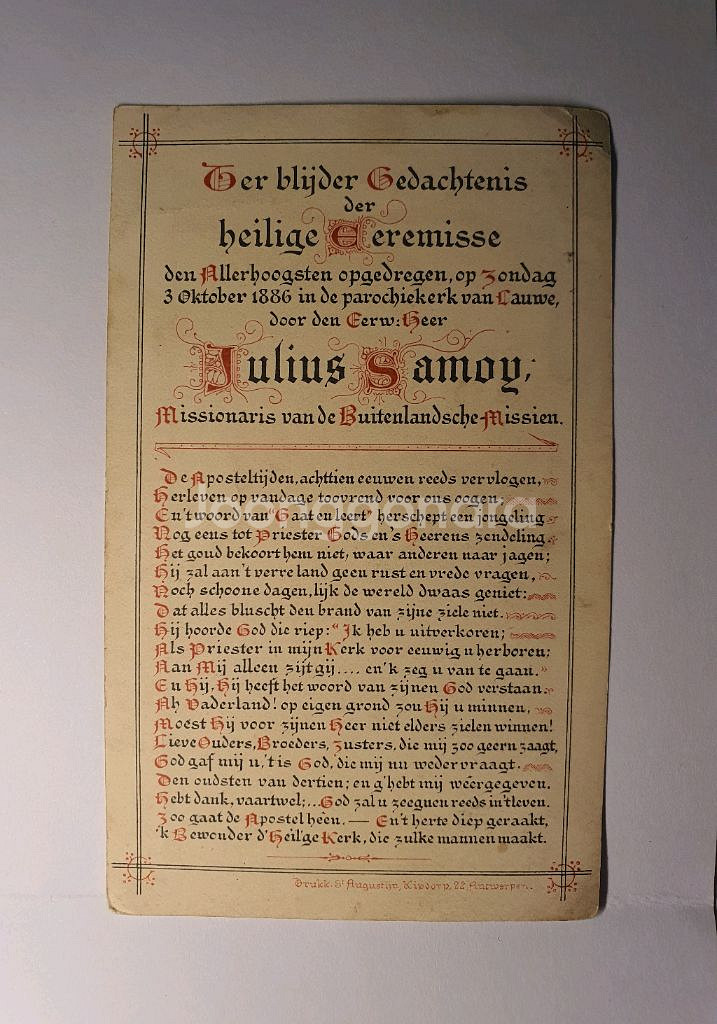 Ter blijder Gedachtenis
der
heilige Eeremisse
den Allerhoogsten opgedregen, op Zondag
3 Oktober 1886 in de parochiekerk van Lauwe,
door den Eerw: Heer
Julius Samoy,
Missionaris van de Buitenlandsche-Missien.
De Aposteltijden, achttien eeuwen reeds vervlogen,
Herleven op vandage toovrend voor ons oogen;
En 't woord van "Gaat en leert" herschept een jongeling
Nog eens tot Priester Gods en 's Heerens zendeling.
Het goud bekoort hem niet, waar anderen naar jagen;
Hij zal aan 't verre land geen rust en vrede vragen,
Noch schoone dagen, lijk de wereld dwaas geniet:
Dat alles bluscht den brand van zijne ziele niet.
Hij hoorde God die riep: "Ik heb u uitverkoren;
Als Priester in mijn Kerk voor eeuwig u herboren;
Aan Mij alleen zijt gij.... en 'k zeg u van te gaan."
En Hij, Hij heeft het woord van zijnen God verstaan.
Ah Vaderland! op eigen grond zou Hij u minnen,
Moest Hij voor zijnen Heer niet elders zielen winnen!
Lieve Ouders, Broeders, Zusters, die mij zoo geern zaagt,
God gaf mij u, 't is God, die mij nu weder vraagt.
Den oudsten van dertien; en g' hebt mij wêergegeven.
Hebt dank, vaartwel;... God zal u zeegnen reeds in 't leven.
Zoo gaat de Apostel heen. — En 't herte diep geraakt,
'k Bewonder d'Heil'ge Kerk, die zulke mannen maakt.
Drukk. St Augustijn, Kipdorp, 22, Antwerpen.